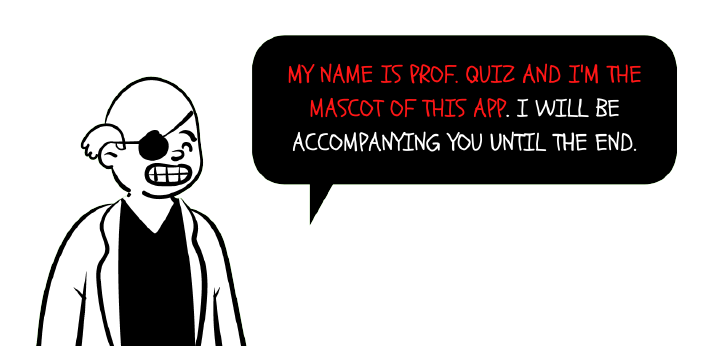 MY NAME IS PROF. QUIZ AND I'M THE
MASCOT OF THIS APP. I WILL BE
ACCOMPANYING YOU UNTIL THE END.